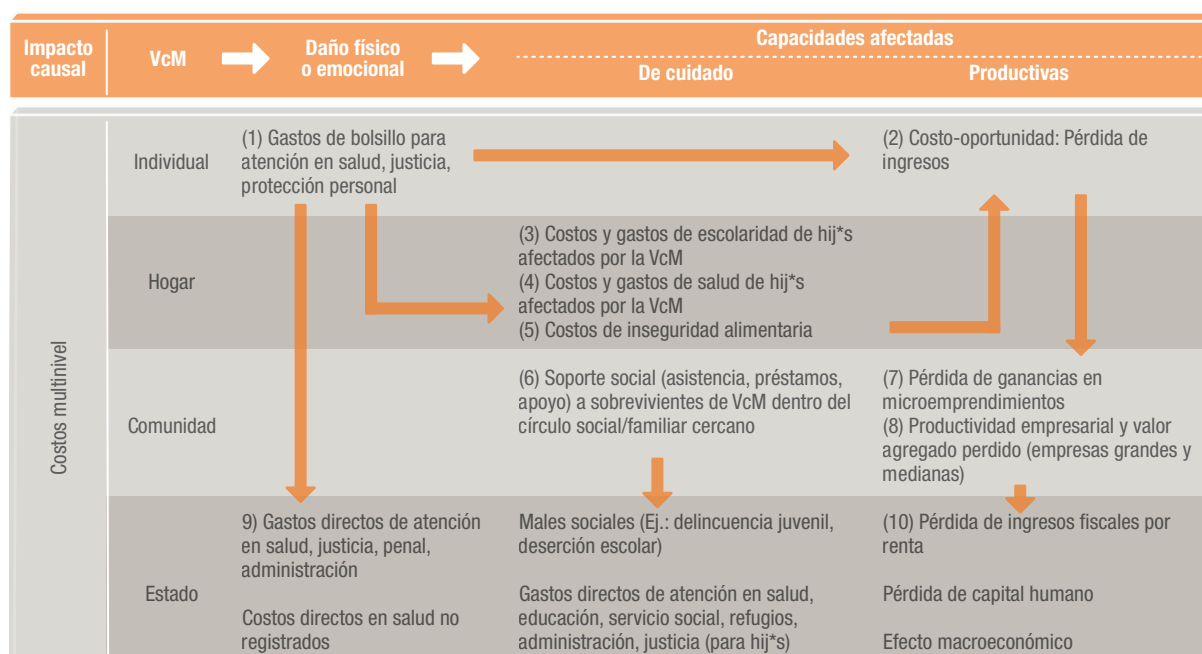 Impacto
causal
VcM
Daño físico
o emocional
Capacidades afectadas
De cuidado
Productivas
Costos multinivel
Individual
(1) Gastos de bolsillo para
atención en salud, justicia,
protección personal
(2) Costo-oportunidad: Pérdida de
ingresos
Hogar
(3) Costos y gastos de escolaridad de hij*s
afectados por la VcM
(4) Costos y gastos de salud de hij*s
afectados por la VcM
(5) Costos de inseguridad alimentaria
Comunidad
(6) Soporte social (asistencia, préstamos,
apoyo) a sobrevivientes de VcM dentro del
círculo social/familiar cercano
(7) Pérdida de ganancias en
microemprendimientos
(8) Productividad empresarial y valor
agregado perdido (empresas grandes y
medianas)
Estado
9) Gastos directos de atención
en salud, justicia, penal,
administración
Costos directos en salud no
registrados
Males sociales (Ej.: delincuencia juvenil,
deserción escolar)
Gastos directos de atención en salud,
educación, servicio social, refugios,
administración, justicia (para hij*s)
(10) Pérdida de ingresos fiscales por
renta
Pérdida de capital humano
Efecto macroeconómico